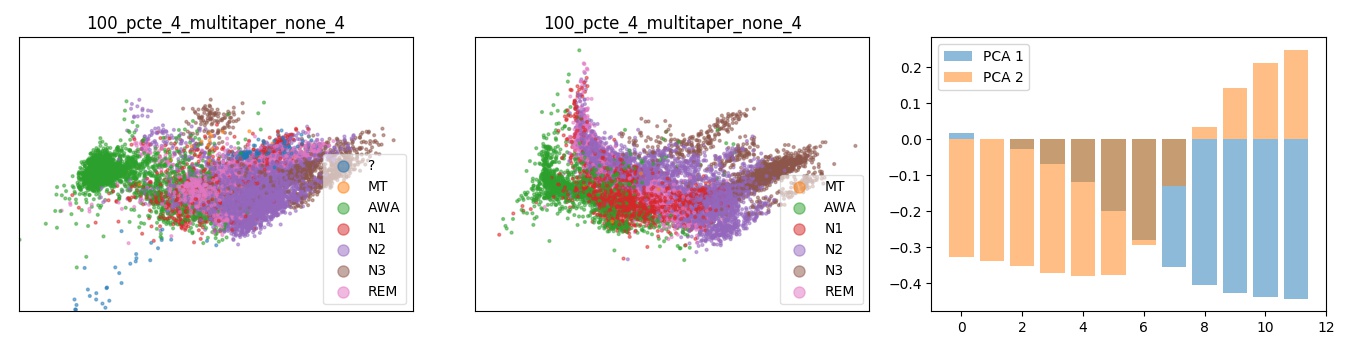 100_pcte_4_multitaper_none_4
?
MT
AWA
N1
N2
N3
REM
100_pcte_4_multitaper_none_4
MT
AWA
N1
N2
N3
REM
PCA 1
PCA 2
0.2
0.1
0.0
−0.1
−0.2
−0.3
−0.4
0 2 4 6 8 10 12